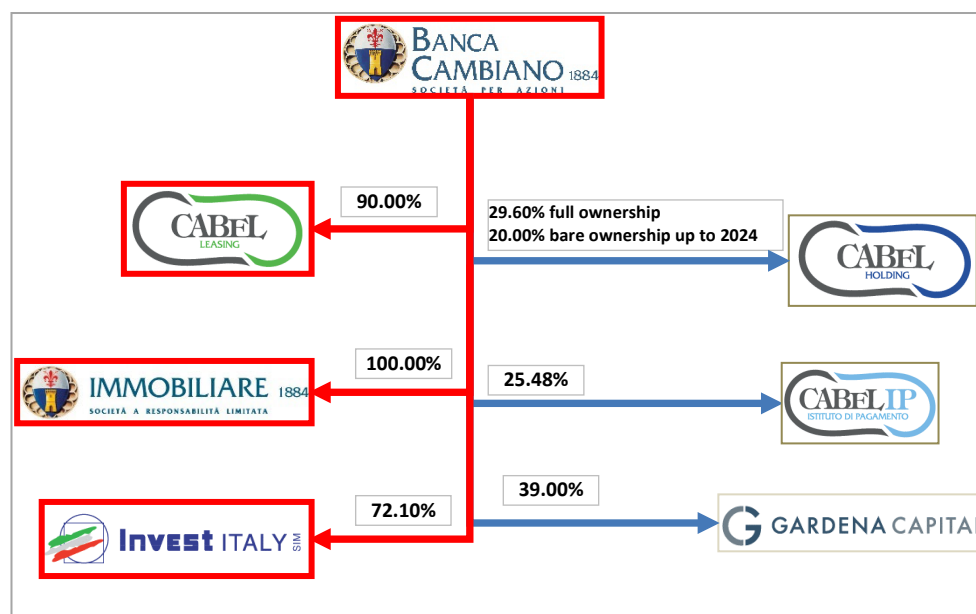 BANCA
CAMBIANO 1884
SOCIETÀ PER AZIONI
90.00%
29.60% full ownership
20.00% bare ownership up to 2024
CABEL
LEASING
CABEL
HOLDING
100.00%
25.48%
IMMOBILIARE 1884
SOCIETÀ A RESPONSABILITÀ LIMITATA
CABEL IP
ISTITUTO DI PAGAMENTO
72.10%
39.00%
Invest ITALY SIM
GARDENA CAPITAL